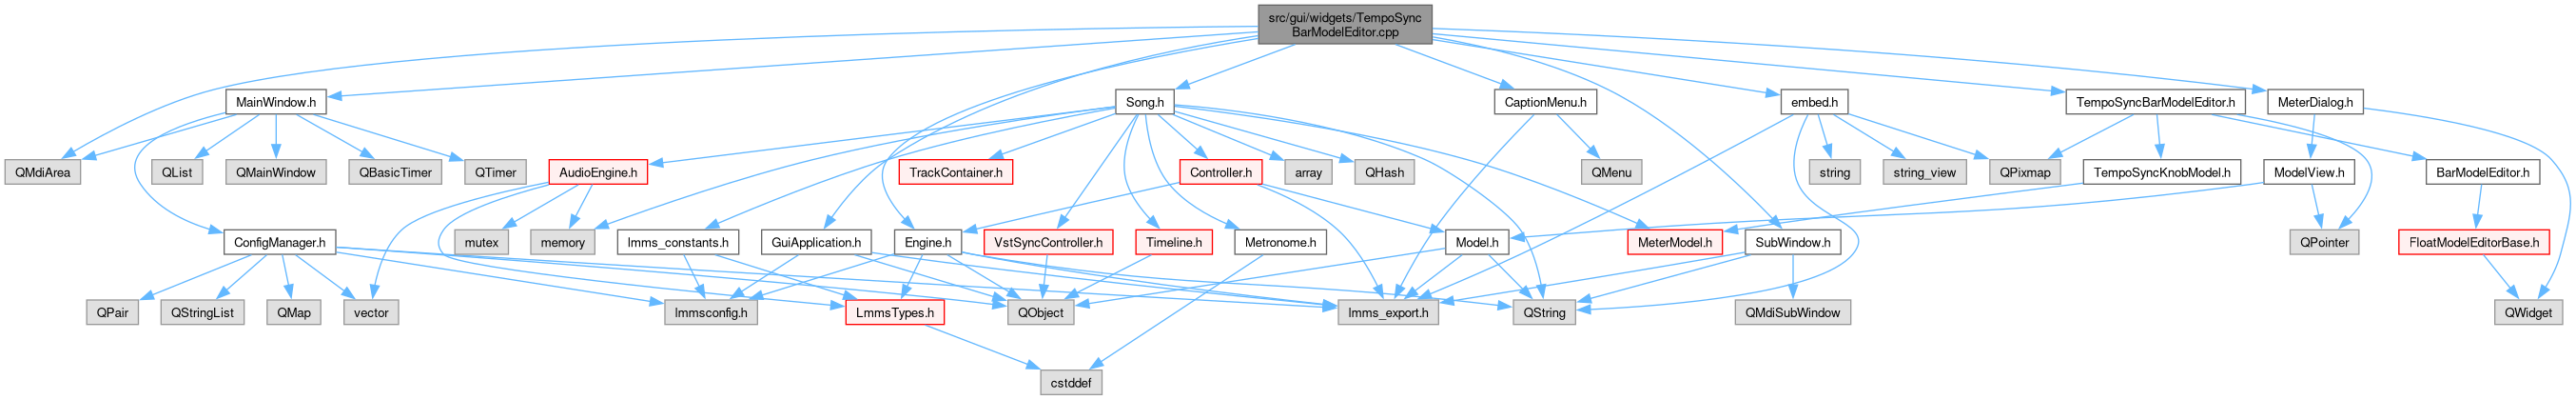 src/gui/widgets/TempoSync
BarModelEditor.cpp
MainWindow.h
Song.h
CaptionMenu.h
embed.h
TempoSyncBarModelEditor.h
MeterDialog.h
QMdiArea
QList
QMainWindow
QBasicTimer
QTimer
AudioEngine.h
TrackContainer.h
Controller.h
array
QHash
QMenu
string
string_view
QPixmap
TempoSyncKnobModel.h
ModelView.h
BarModelEditor.h
ConfigManager.h
mutex
memory
lmms_constants.h
GuiApplication.h
Engine.h
VstSyncController.h
Timeline.h
Metronome.h
Model.h
MeterModel.h
SubWindow.h
QPointer
FloatModelEditorBase.h
QPair
QStringList
QMap
vector
lmmsconfig.h
LmmsTypes.h
QObject
lmms_export.h
QString
QMdiSubWindow
QWidget
cstddef